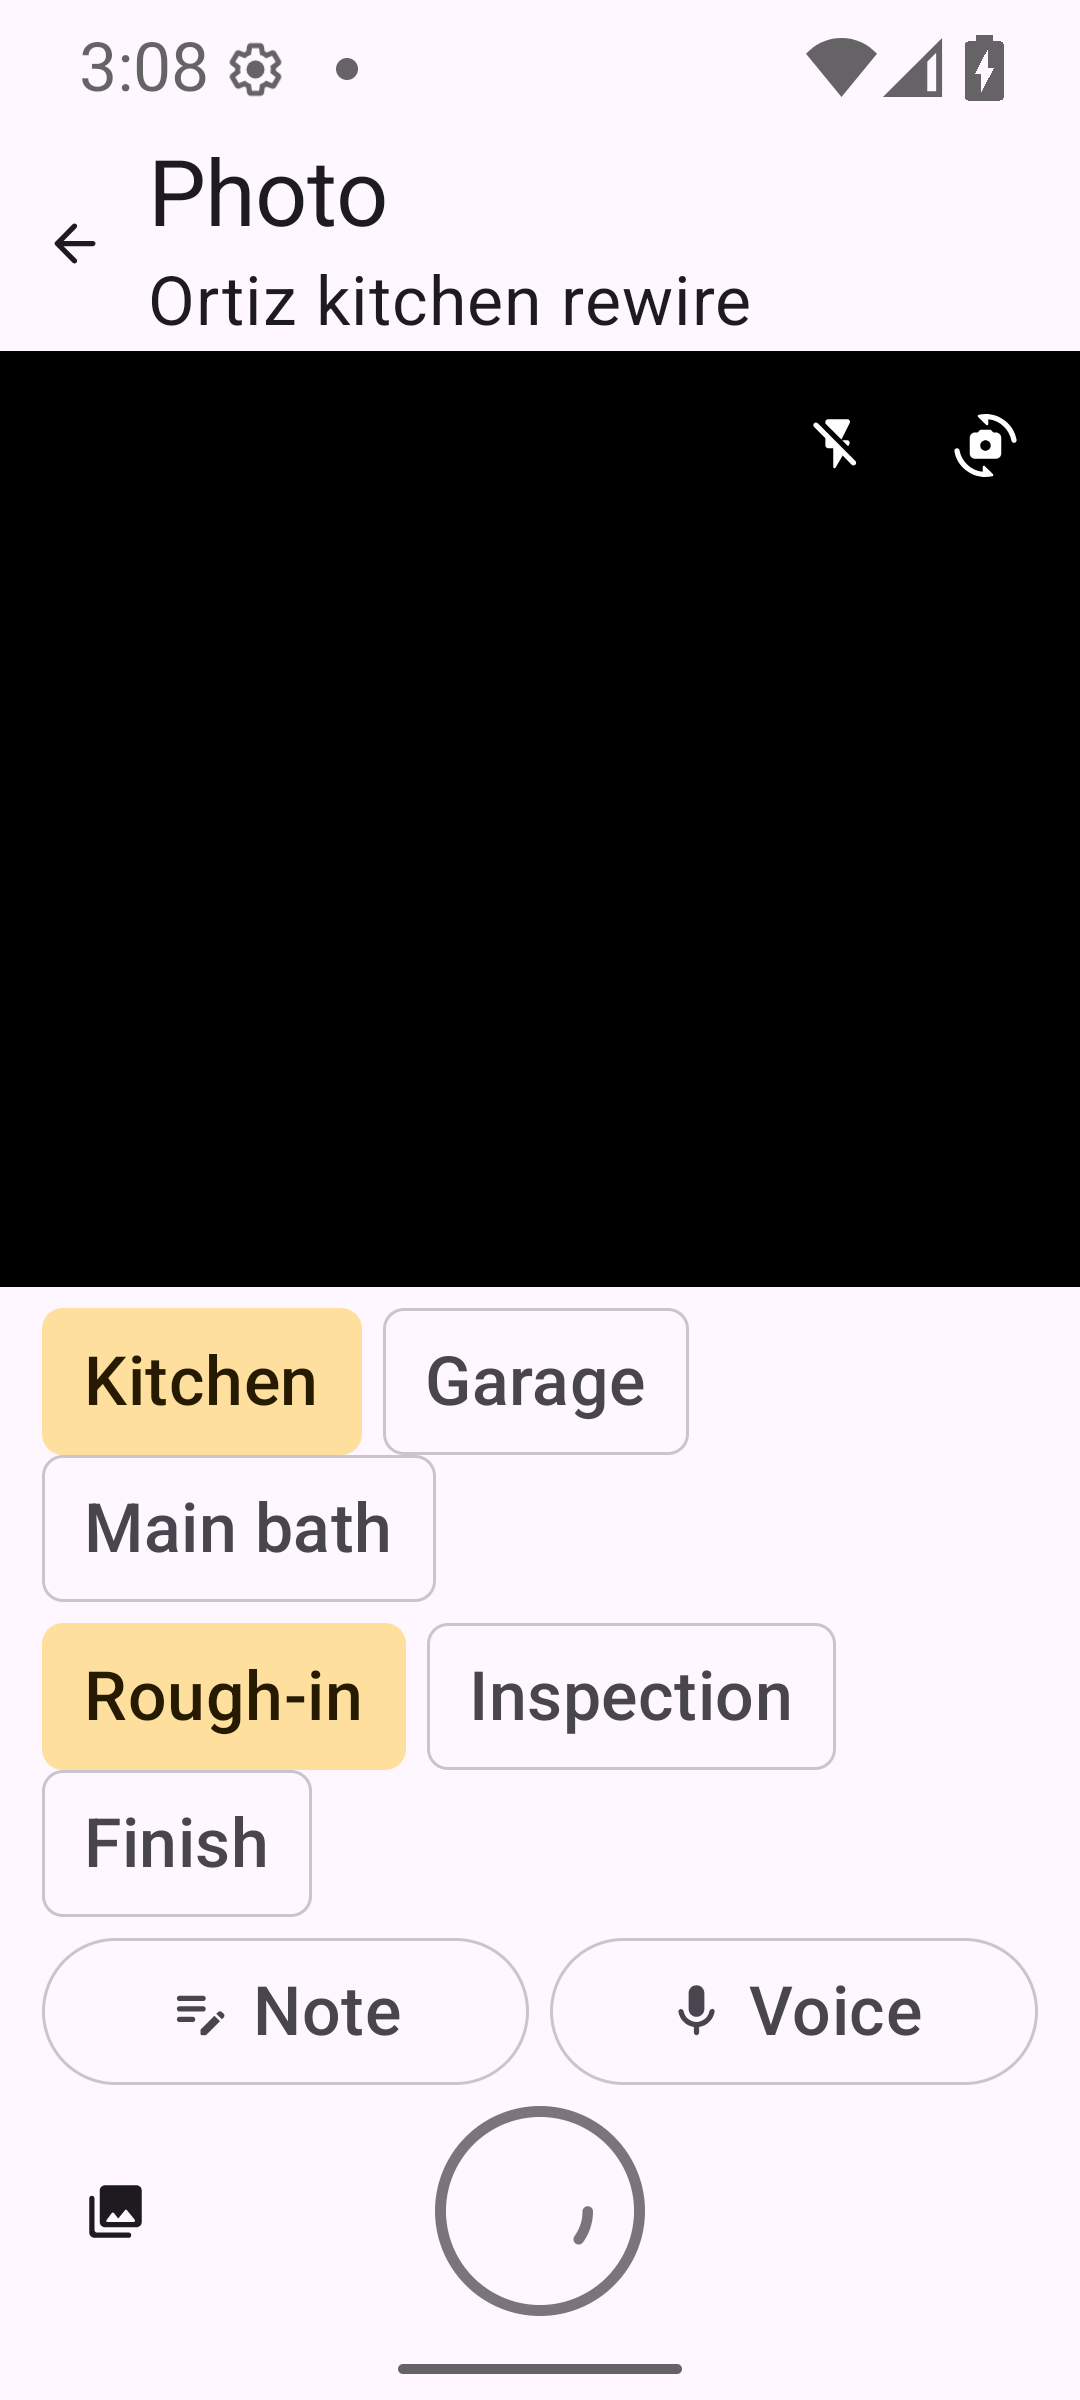 3:08
Photo
Ortiz kitchen rewire
Kitchen
Garage
Main bath
Rough-in
Inspection
Finish
Note
Voice